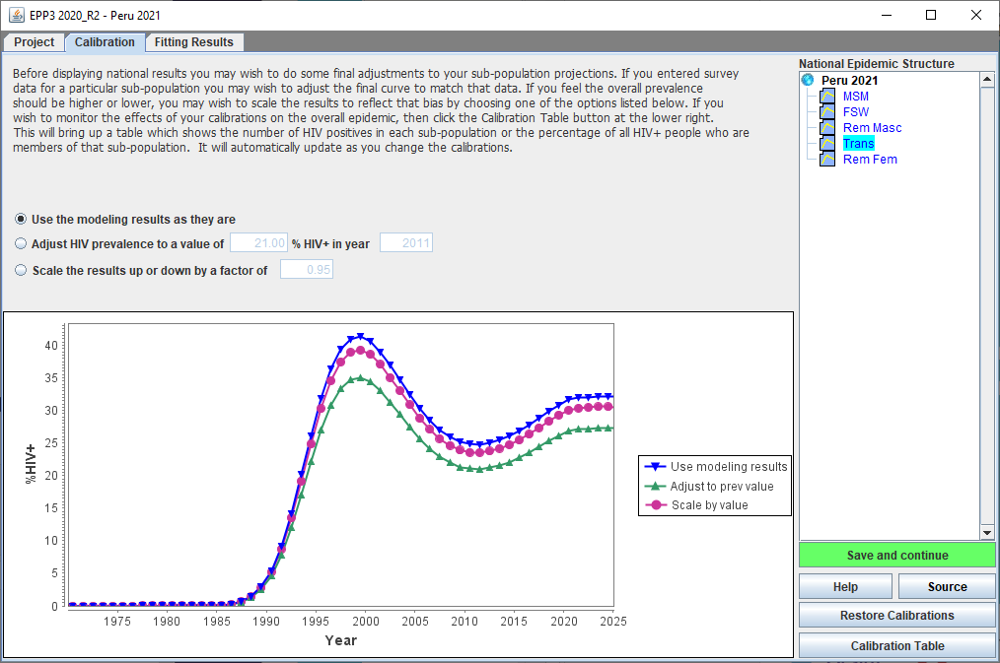 EPP3 2020_R2 - Peru 2021
Project Calibration Fitting Results
Before displaying national results you may wish to do some final adjustments to your sub-population projections. If you entered survey
data for a particular sub-population you may wish to adjust the final curve to match that data. If you feel the overall prevalence
should be higher or lower, you may wish to scale the results to reflect that bias by choosing one of the options listed below. If you
wish to monitor the effects of your calibrations on the overall epidemic, then click the Calibration Table button at the lower right.
This will bring up a table which shows the number of HIV positives in each sub-population or the percentage of all HIV+ people who are
members of that sub-population. It will automatically update as you change the calibrations.
Use the modeling results as they are
Adjust HIV prevalence to a value of 21.00 % HIV+ in year 2011
Scale the results up or down by a factor of 0.95
%HIV+
40
35
30
25
20
15
10
5
0
1975 1980 1985 1990 1995 2000 2005 2010 2015 2020 2025
Year
Use modeling results
Adjust to prev value
Scale by value
National Epidemic Structure
Peru 2021
MSM
FSW
Rem Masc
Trans
Rem Fem
Save and continue
Help Source
Restore Calibrations
Calibration Table